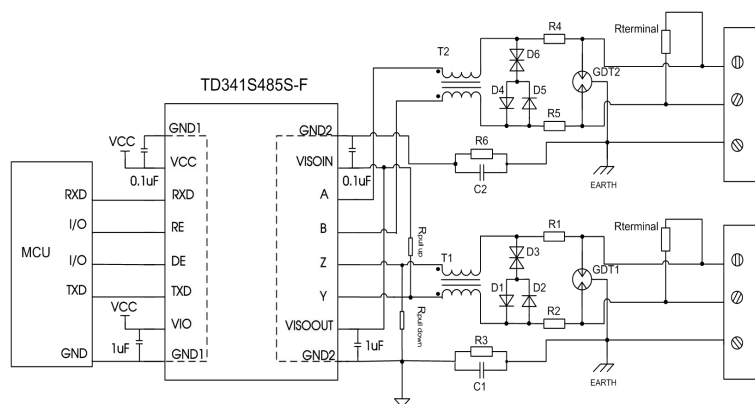 TD341S485S-F
MCU
RXD
I/O
I/O
TXD
GND
VCC
0.1uF
VCC
1uF
GND1
VCC
RXD
RE
DE
TXD
VIO
GND1
GND2
VISOIN
A
B
Z
Y
VISOOUT
GND2
0.1uF
1uF
Rpull up
Rpull down
T2
D6
D4
D5
R4
R5
GDT2
Rterminal
R6
C2
EARTH
T1
D3
D1
D2
R1
R2
GDT1
Rterminal
R3
C1
EARTH